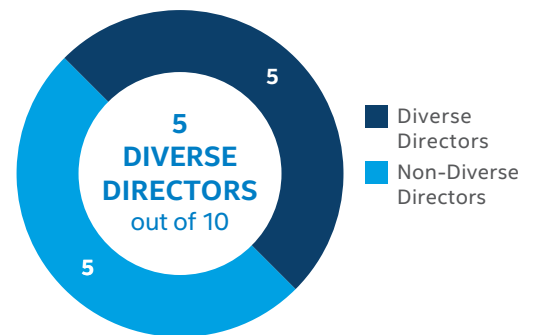 5
5
DIVERSE
DIRECTORS
out of 10
5
Diverse
Directors
Non-Diverse
Directors